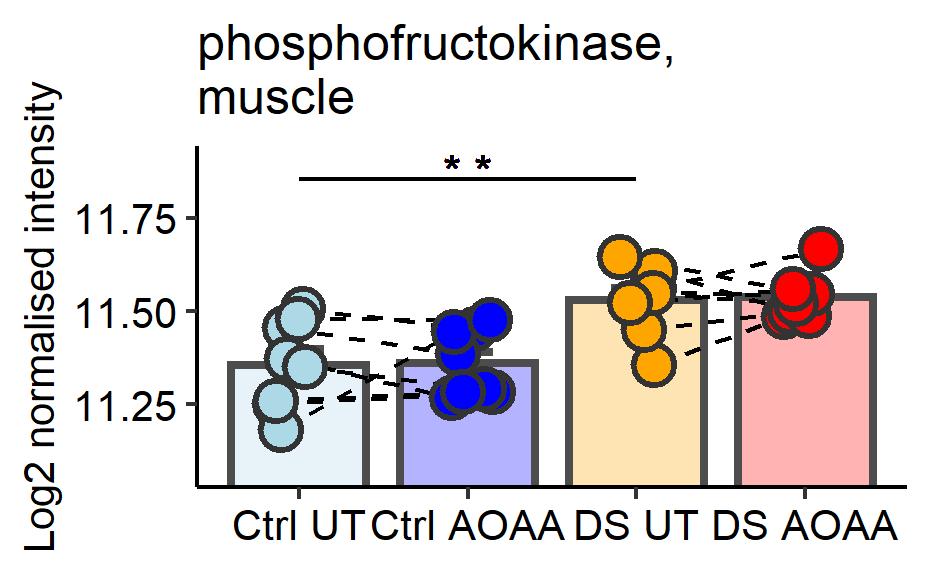 phosphofructokinase,
muscle
Log2 normalised intensity
* *
11.75
11.50
11.25
Ctrl UT Ctrl AOAA DS UT DS AOAA